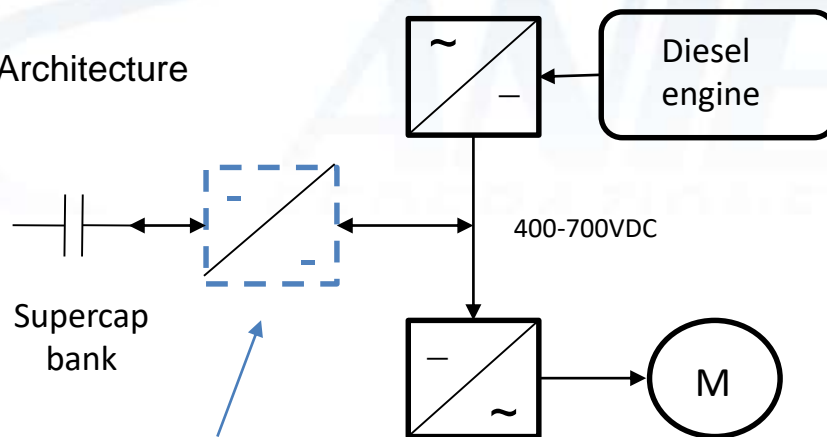 Architecture
~
–
Diesel
engine
-
-
400-700VDC
Supercap
bank
–
~
M